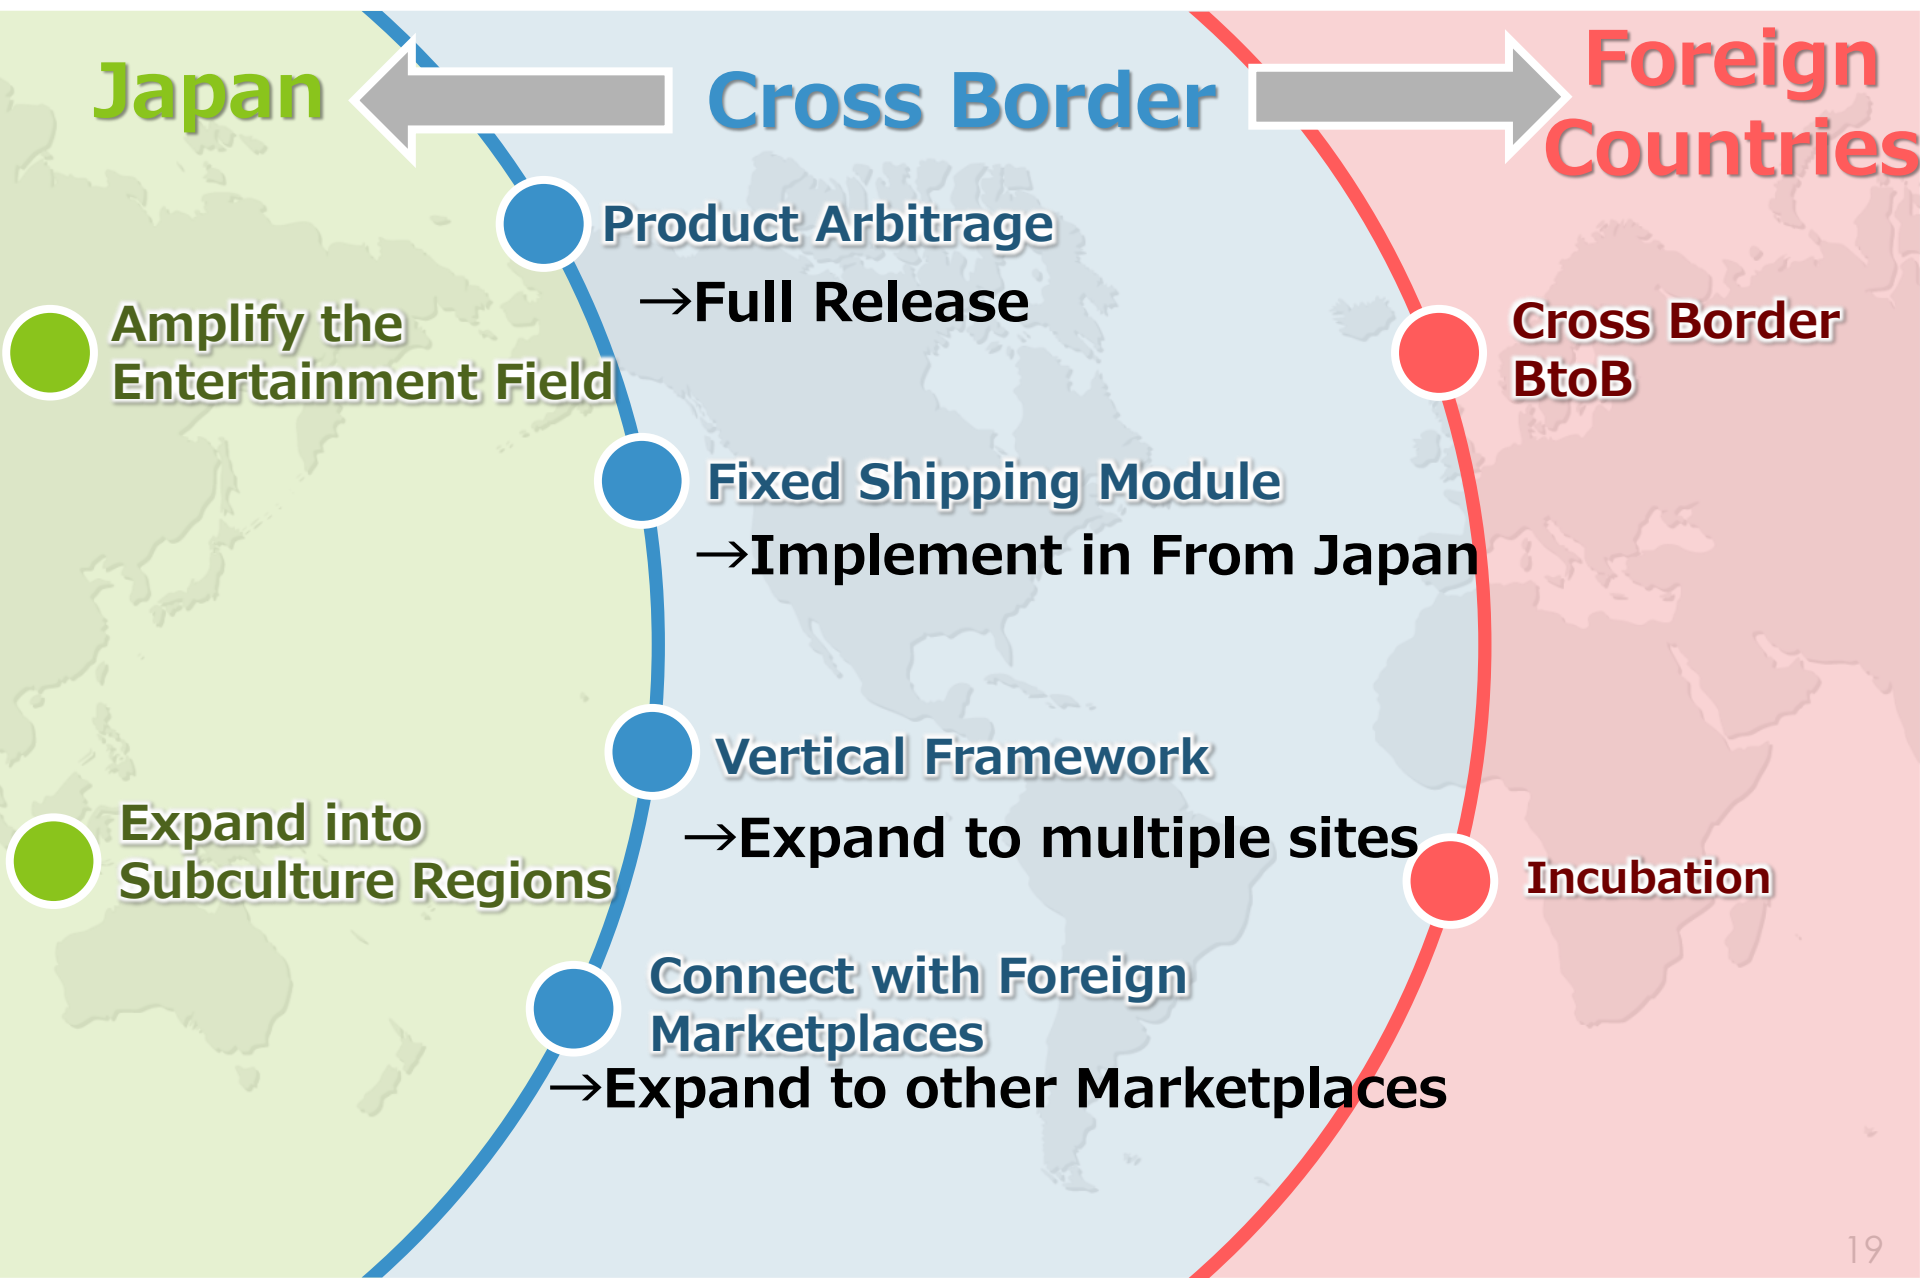 Japan
Cross Border
Foreign
Countries
Amplify the
Entertainment Field
Expand into
Subculture Regions
Product Arbitrage
→Full Release
Fixed Shipping Module
→Implement in From Japan
Vertical Framework
→Expand to multiple sites
Connect with Foreign
Marketplaces
→Expand to other Marketplaces
Cross Border
BtoB
Incubation
19